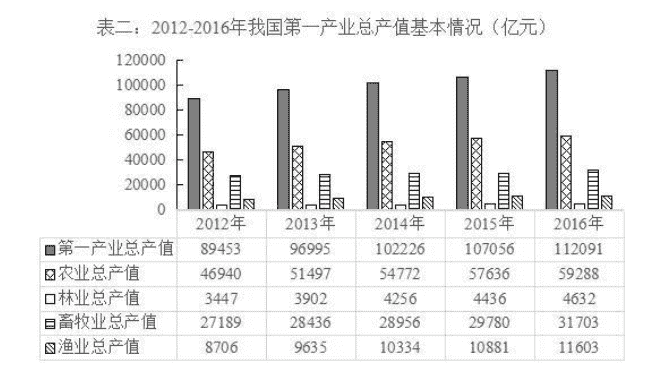 表二：2012-2016年我国第一产业总产值基本情况（亿元）
120000
100000
80000
60000
40000
20000
0
2012年 2013年 2014年 2015年 2016年
第一产业总产值 89453 96995 102226 107056 112091
农业总产值 46940 51497 54772 57636 59288
林业总产值 3447 3902 4256 4436 4632
畜牧业总产值 27189 28436 28956 29780 31703
渔业总产值 8706 9635 10334 10881 11603